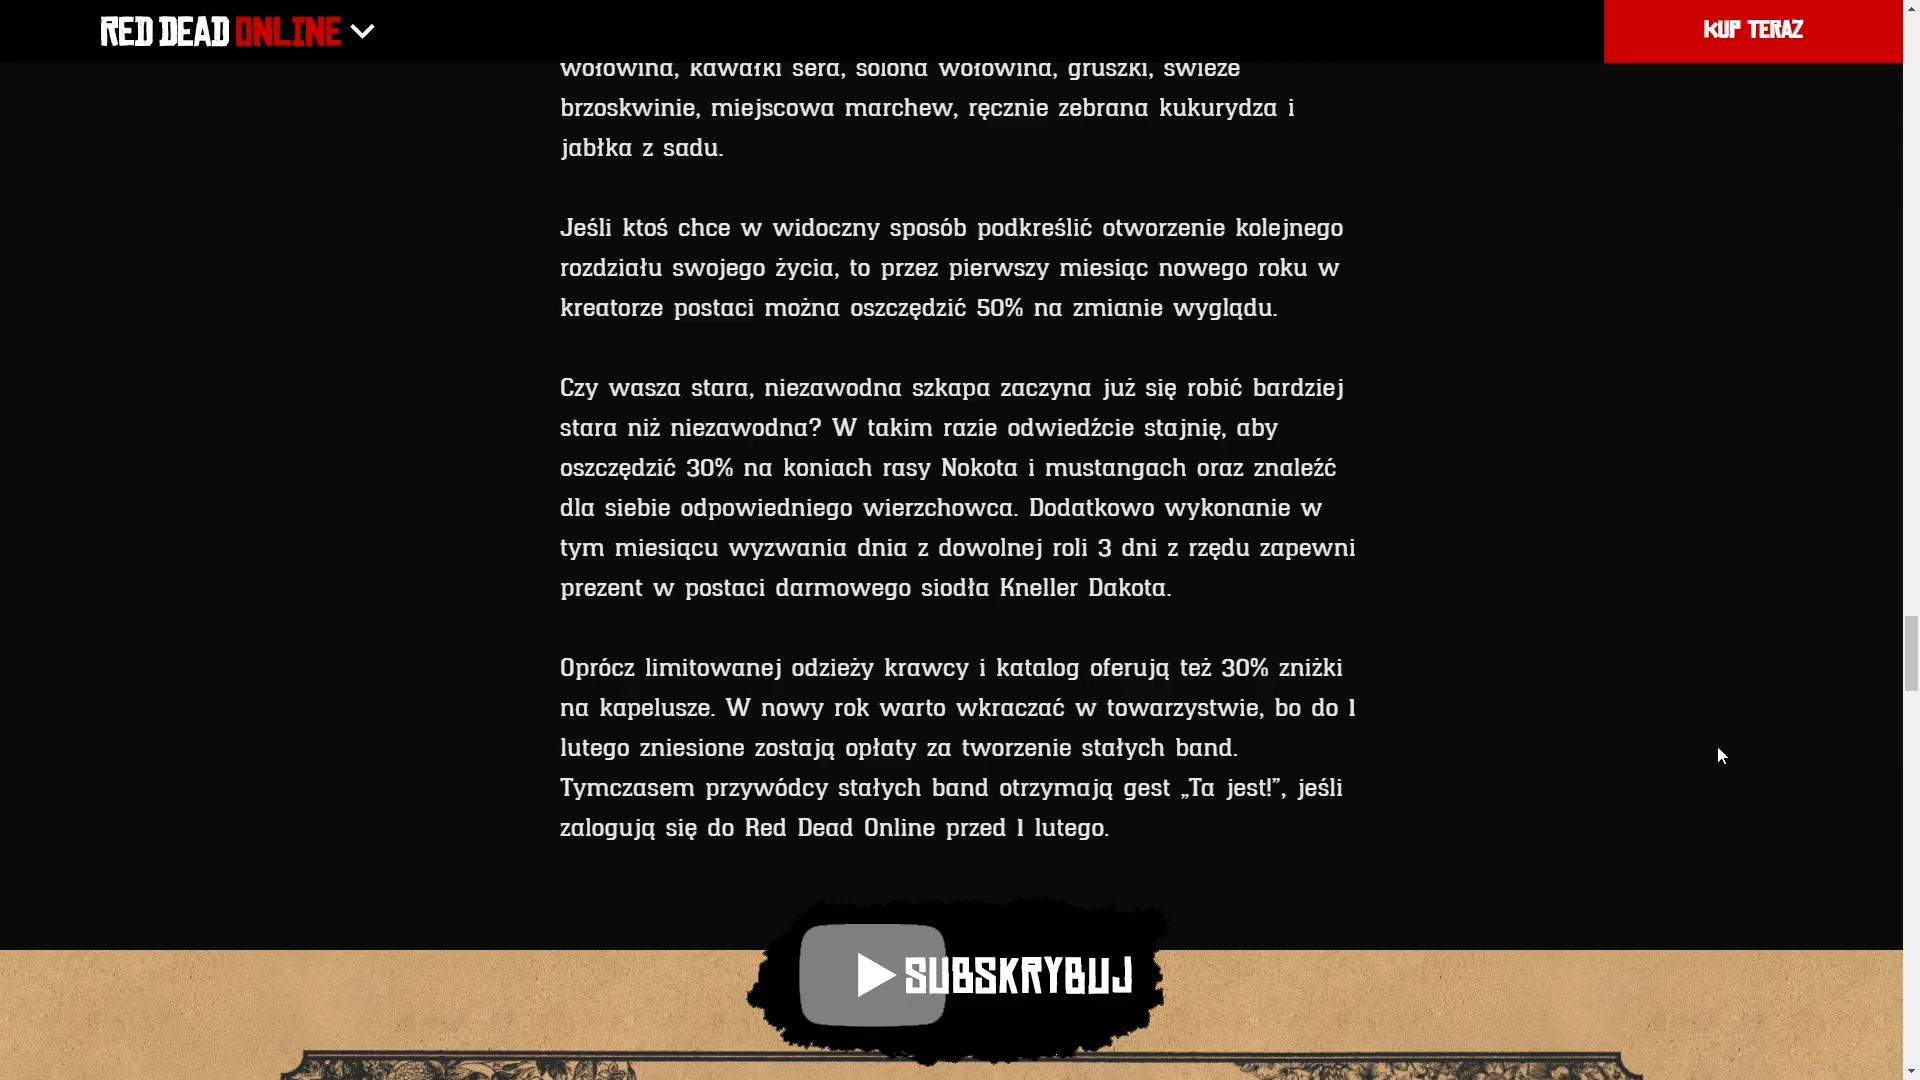 RED DEAD ONLINE
KUP TERAZ
wołowina, kawałki sera, solona wołowina, gruszki, świeże
brzoskwinie, miejscowa marchew, ręcznie zebrana kukurydza i
jabłka z sadu.
Jeśli ktoś chce w widoczny sposób podkreślić otworzenie kolejnego
rozdziału swojego życia, to przez pierwszy miesiąc nowego roku w
kreatorze postaci można oszczędzić 50% na zmianie wyglądu.
Czy wasza stara, niezawodna szkapa zaczyna już się robić bardziej
stara niż niezawodna? W takim razie odwiedźcie stajnię, aby
oszczędzić 30% na koniach rasy Nokota i mustangach oraz znaleźć
dla siebie odpowiedniego wierzchowca. Dodatkowo wykonanie w
tym miesiącu wyzwania dnia z dowolnej roli 3 dni z rzędu zapewni
prezent w postaci darmowego siodła Kneller Dakota.
Oprócz limitowanej odzieży krawcy i katalog oferują też 30% zniżki
na kapelusze. W nowy rok warto wkraczać w towarzystwie, bo do 1
lutego zniesione zostają opłaty za tworzenie stałych band.
Tymczasem przywódcy stałych band otrzymają gest „Ta jest!”, jeśli
zalogują się do Red Dead Online przed 1 lutego.
SUBSKRYBUJ